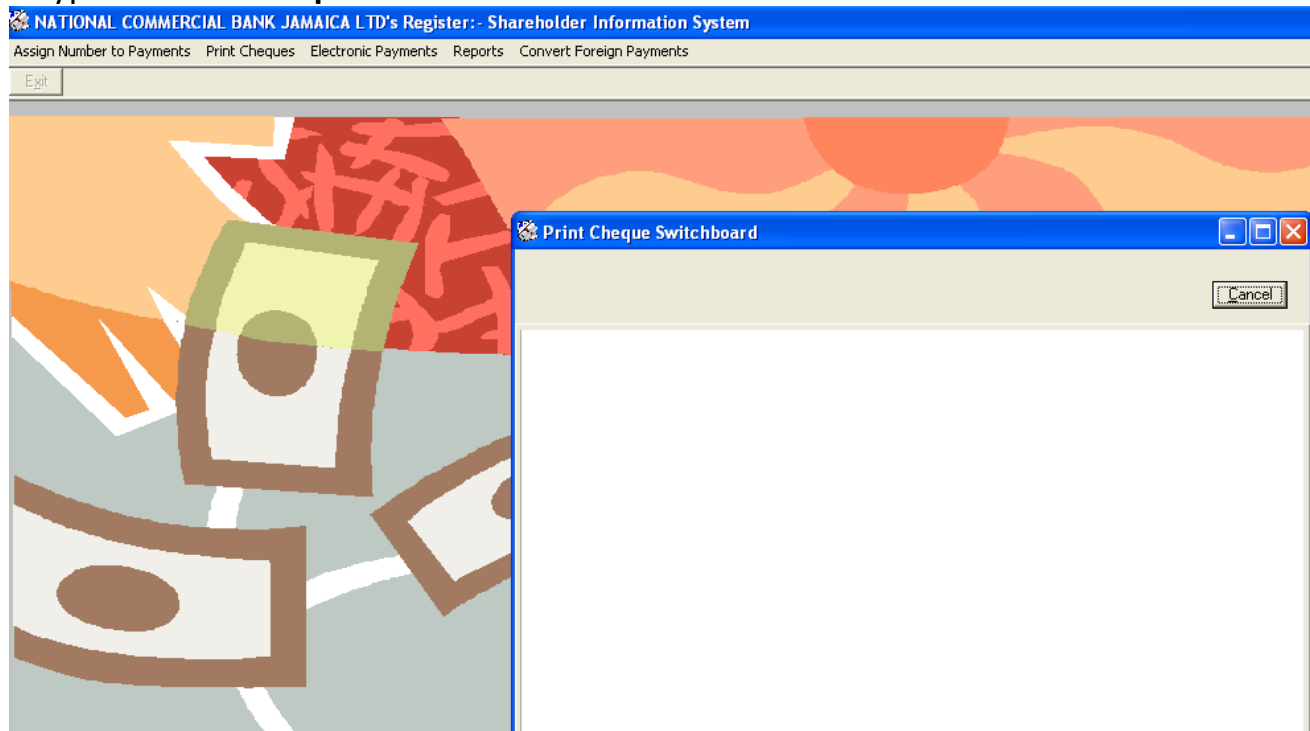 NATIONAL COMMERCIAL BANK JAMAICA LTD's Register:- Shareholder Information System
Assign Number to Payments Print Cheques Electronic Payments Reports Convert Foreign Payments
Exit
Print Cheque Switchboard
Cancel